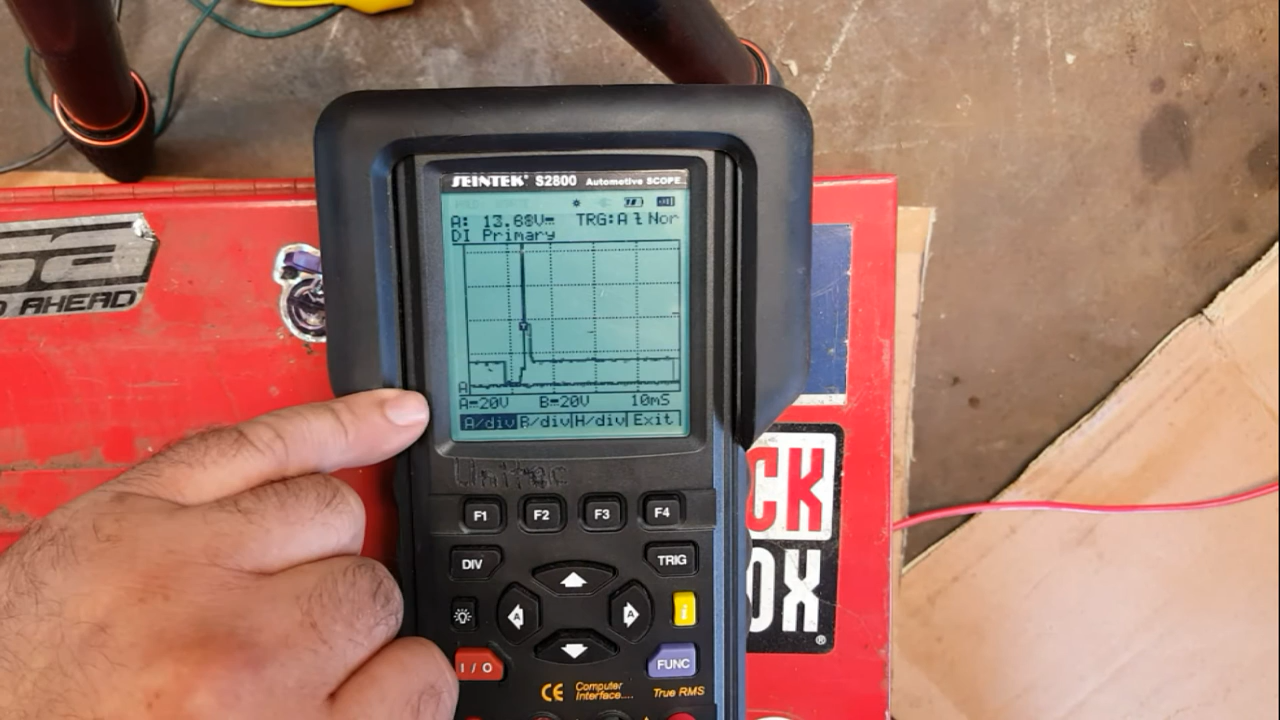 SEINTEK® S2800 Automotive SCOPE
A: 13.68V TRG:A Nor
DI Primary
A
A=20V B=20V 10mS
A/div B/div H/div Exit
F1 F2 F3 F4
DIV TRIG
A A
I / O FUNC
CE Computer Interface.... True RMS
D AHEAD
CK
OX®